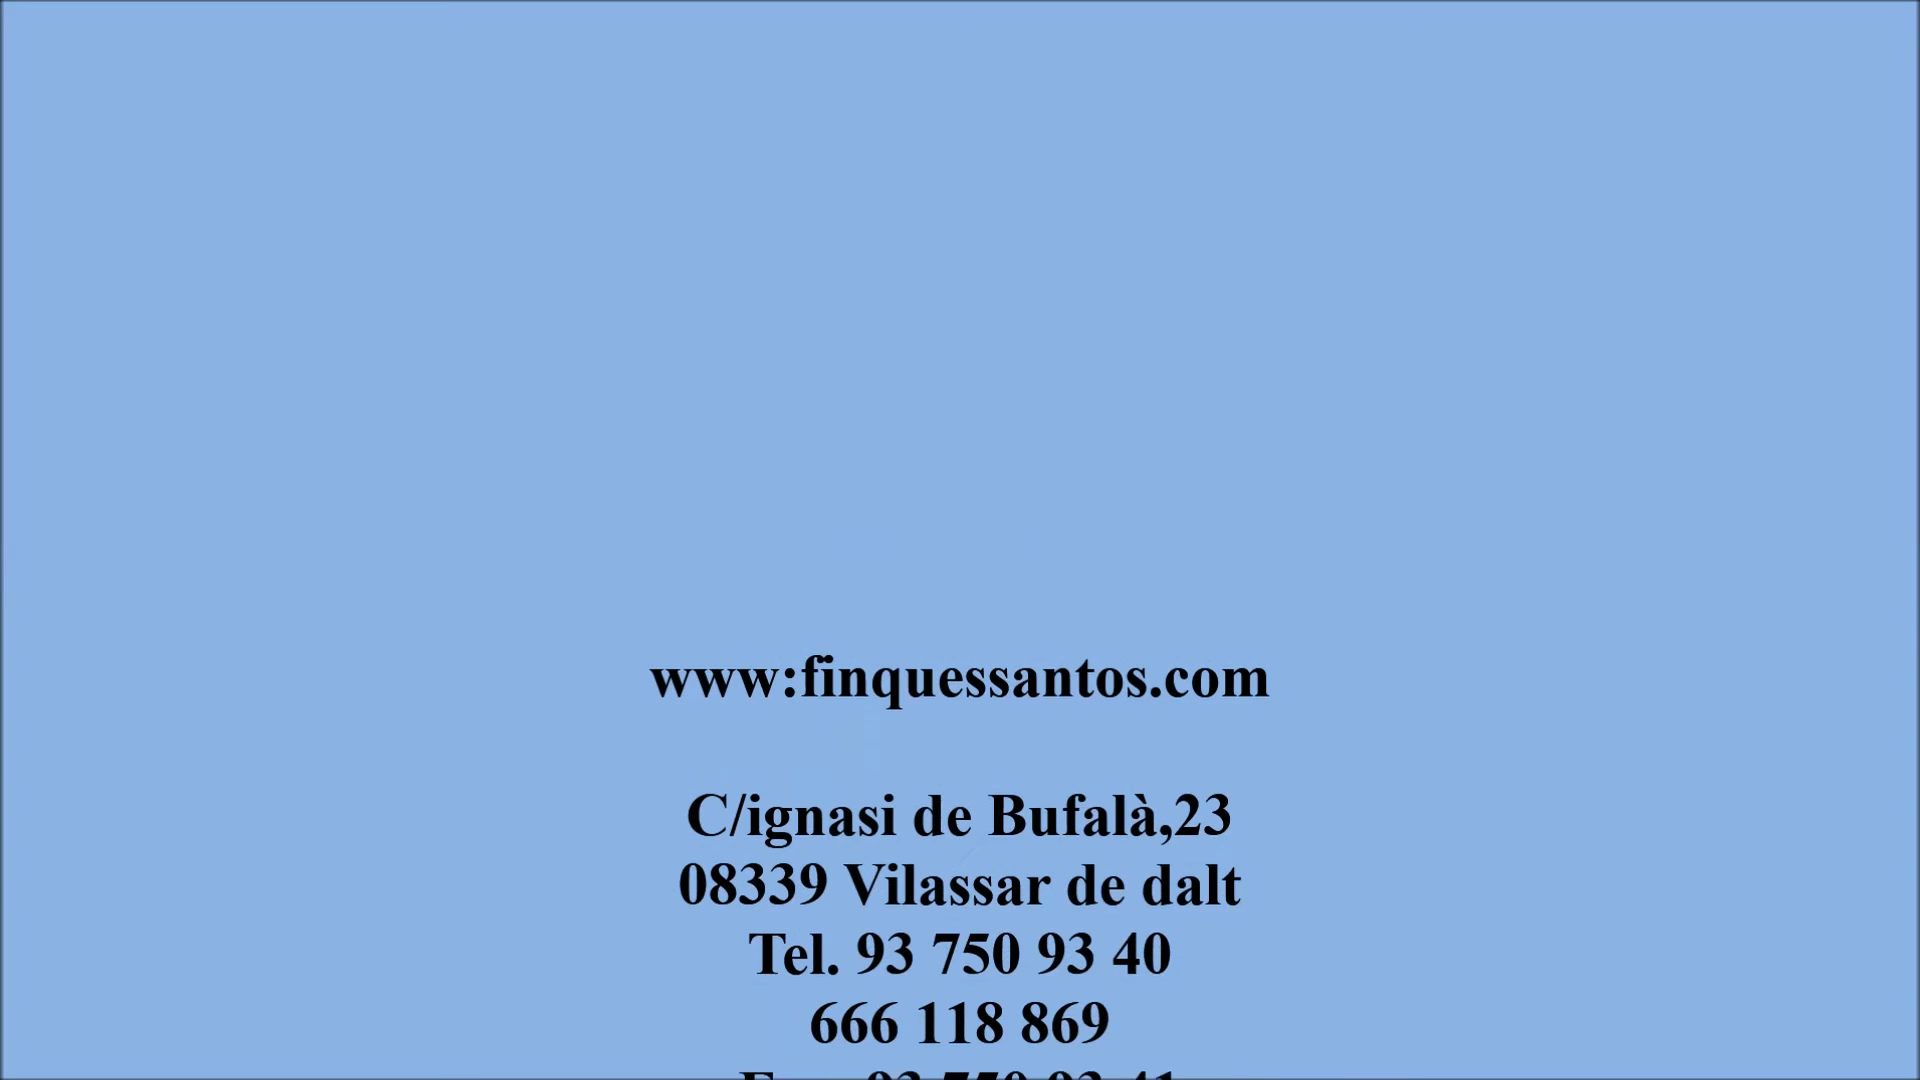 www:finquessantos.com
C/ignasi de Bufalà,23
08339 Vilassar de dalt
Tel. 93 750 93 40
666 118 869